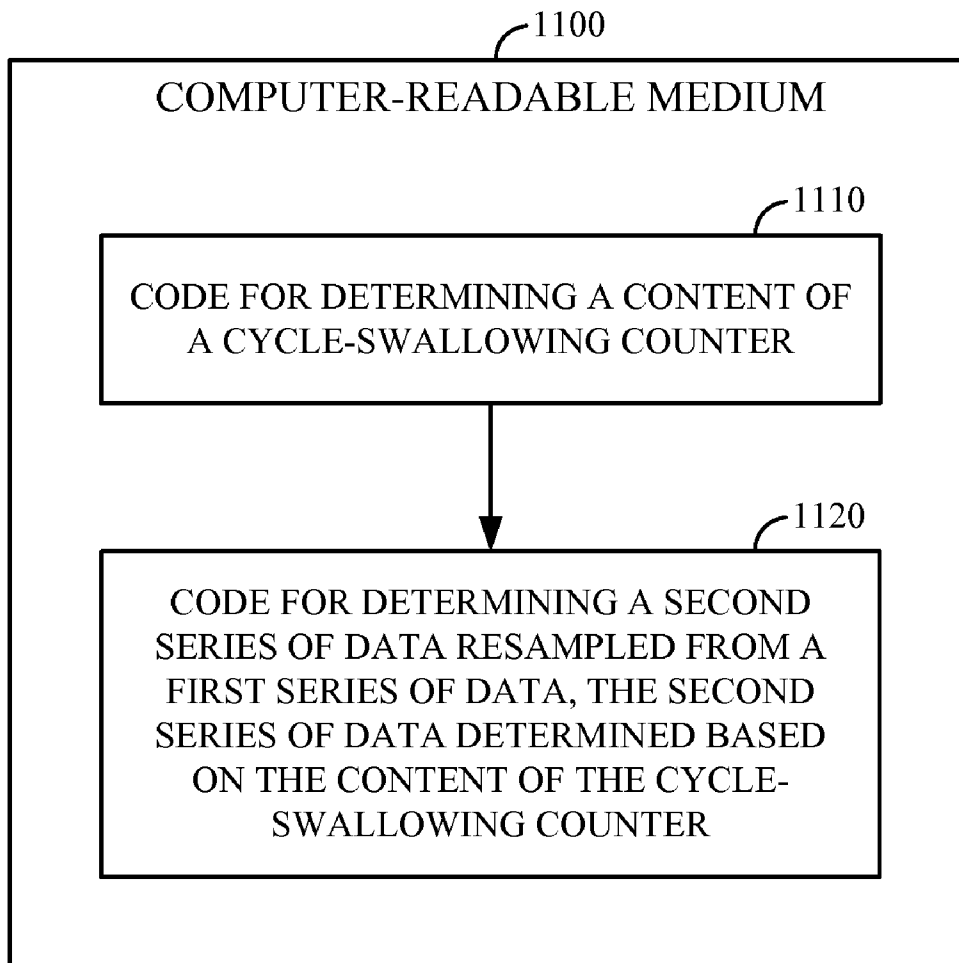 1100
COMPUTER-READABLE MEDIUM
1110
CODE FOR DETERMINING A CONTENT OF
A CYCLE-SWALLOWING COUNTER
1120
CODE FOR DETERMINING A SECOND
SERIES OF DATA RESAMPLED FROM A
FIRST SERIES OF DATA, THE SECOND
SERIES OF DATA DETERMINED BASED
ON THE CONTENT OF THE CYCLE-
SWALLOWING COUNTER